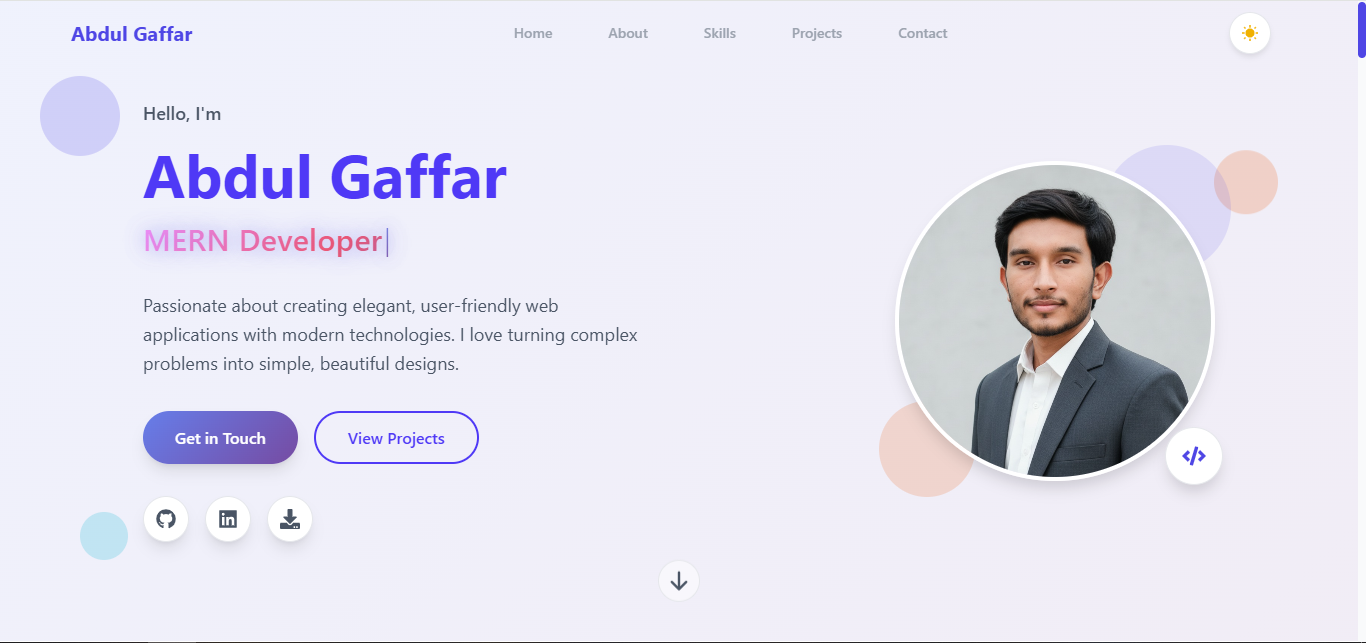 Abdul Gaffar
Home
About
Skills
Projects
Contact
Hello, I'm
Abdul Gaffar
MERN Developer|
Passionate about creating elegant, user-friendly web
applications with modern technologies. I love turning complex
problems into simple, beautiful designs.
Get in Touch
View Projects